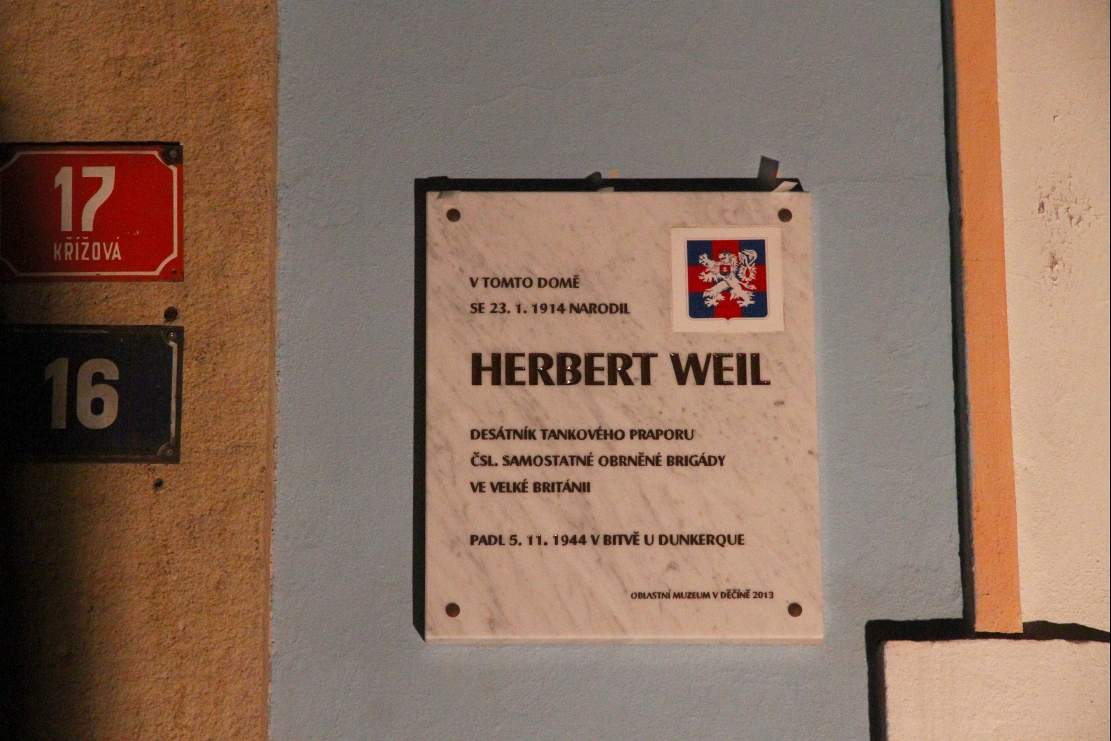 17
KŘÍŽOVÁ
16
V TOMTO DOMĚ
SE 23. 1. 1914 NARODIL
HERBERT WEIL
DESÁTNÍK TANKOVÉHO PRAPORU
ČSL. SAMOSTATNÉ OBRNĚNÉ BRIGÁDY
VE VELKÉ BRITÁNII
PADL 5. 11. 1944 V BITVĚ U DUNKERQUE
OBLASTNÍ MUZEUM V DĚČÍNĚ 2013